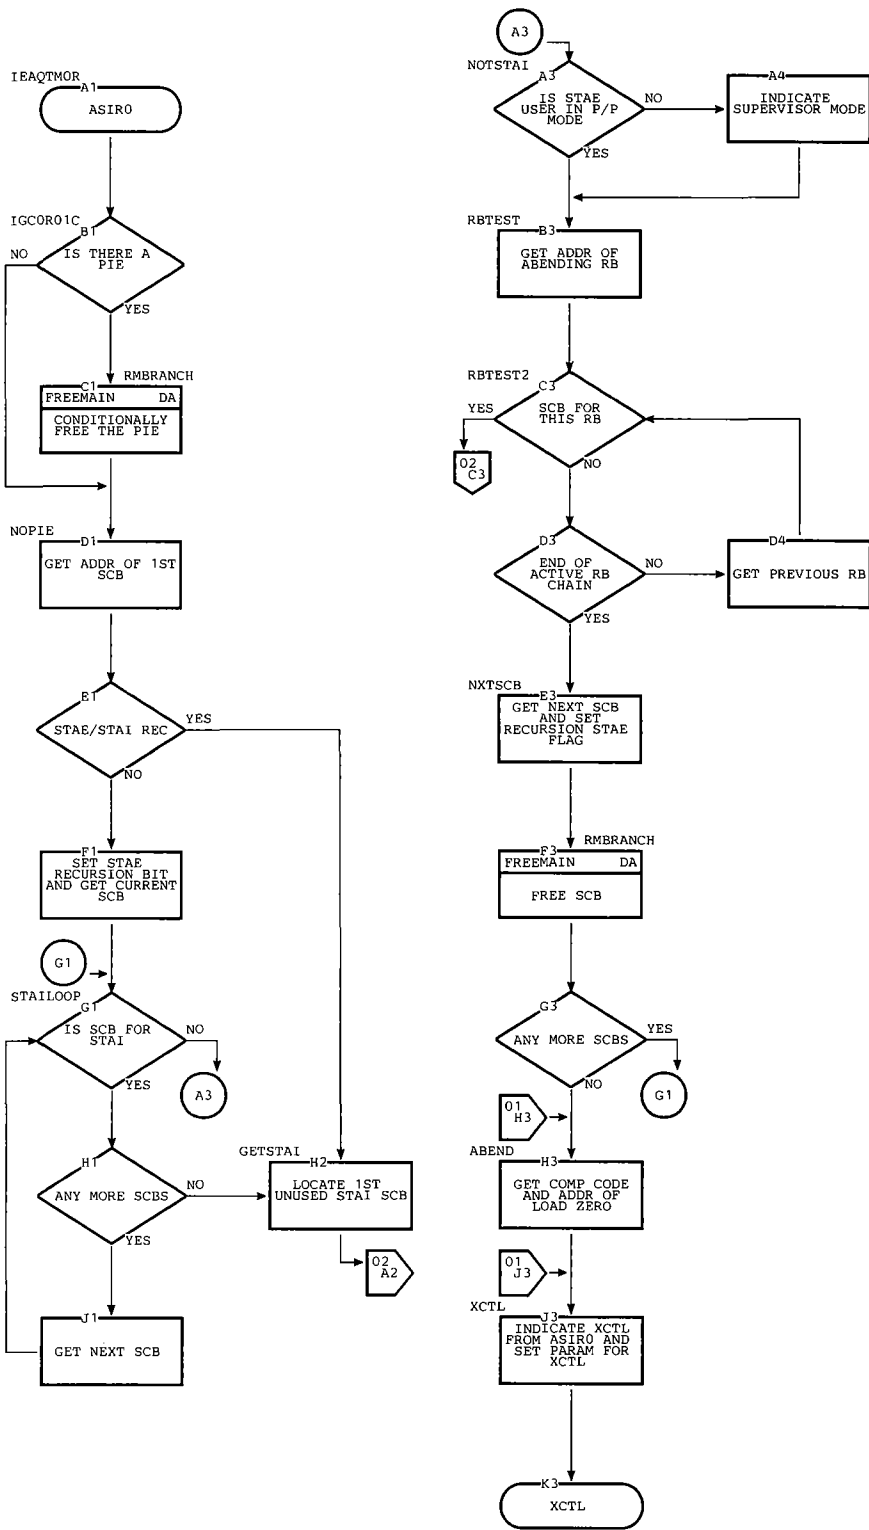 IEAQTM0R
A1
ASIR0
IGC0R01C
B1
IS THERE A
PIE
NO
YES
RMBRANCH
C1
FREEMAIN DA
CONDITIONALLY
FREE THE PIE
NOPIE
D1
GET ADDR OF 1ST
SCB
E1
STAE/STAI REC
YES
NO
F1
SET STAE
RECURSION BIT
AND GET CURRENT
SCB
G1
STAILOOP
G1
IS SCB FOR
STAI
NO
YES
A3
H1
ANY MORE SCBS
NO
YES
GETSTAI
H2
LOCATE 1ST
UNUSED STAI SCB
02
A2
J1
GET NEXT SCB
A3
NOTSTAI
A3
IS STAE
USER IN P/P
MODE
NO
YES
A4
INDICATE
SUPERVISOR MODE
RBTEST
B3
GET ADDR OF
ABENDING RB
RBTEST2
C3
SCB FOR
THIS RB
YES
NO
02
C3
D3
END OF
ACTIVE RB
CHAIN
NO
YES
D4
GET PREVIOUS RB
NXTSCB
E3
GET NEXT SCB
AND SET
RECURSION STAE
FLAG
RMBRANCH
F3
FREEMAIN DA
FREE SCB
G3
ANY MORE SCBS
YES
NO
G1
01
H3
ABEND
H3
GET COMP CODE
AND ADDR OF
LOAD ZERO
01
J3
XCTL
J3
INDICATE XCTL
FROM ASIR0 AND
SET PARAM FOR
XCTL
K3
XCTL